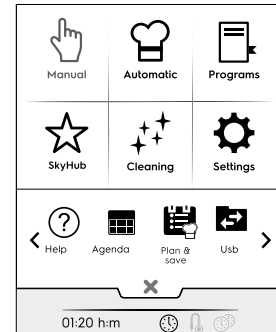 Manual Automatic Programs
SkyHub Cleaning Settings
Help Agenda Plan & save Usb
01:20 h:m